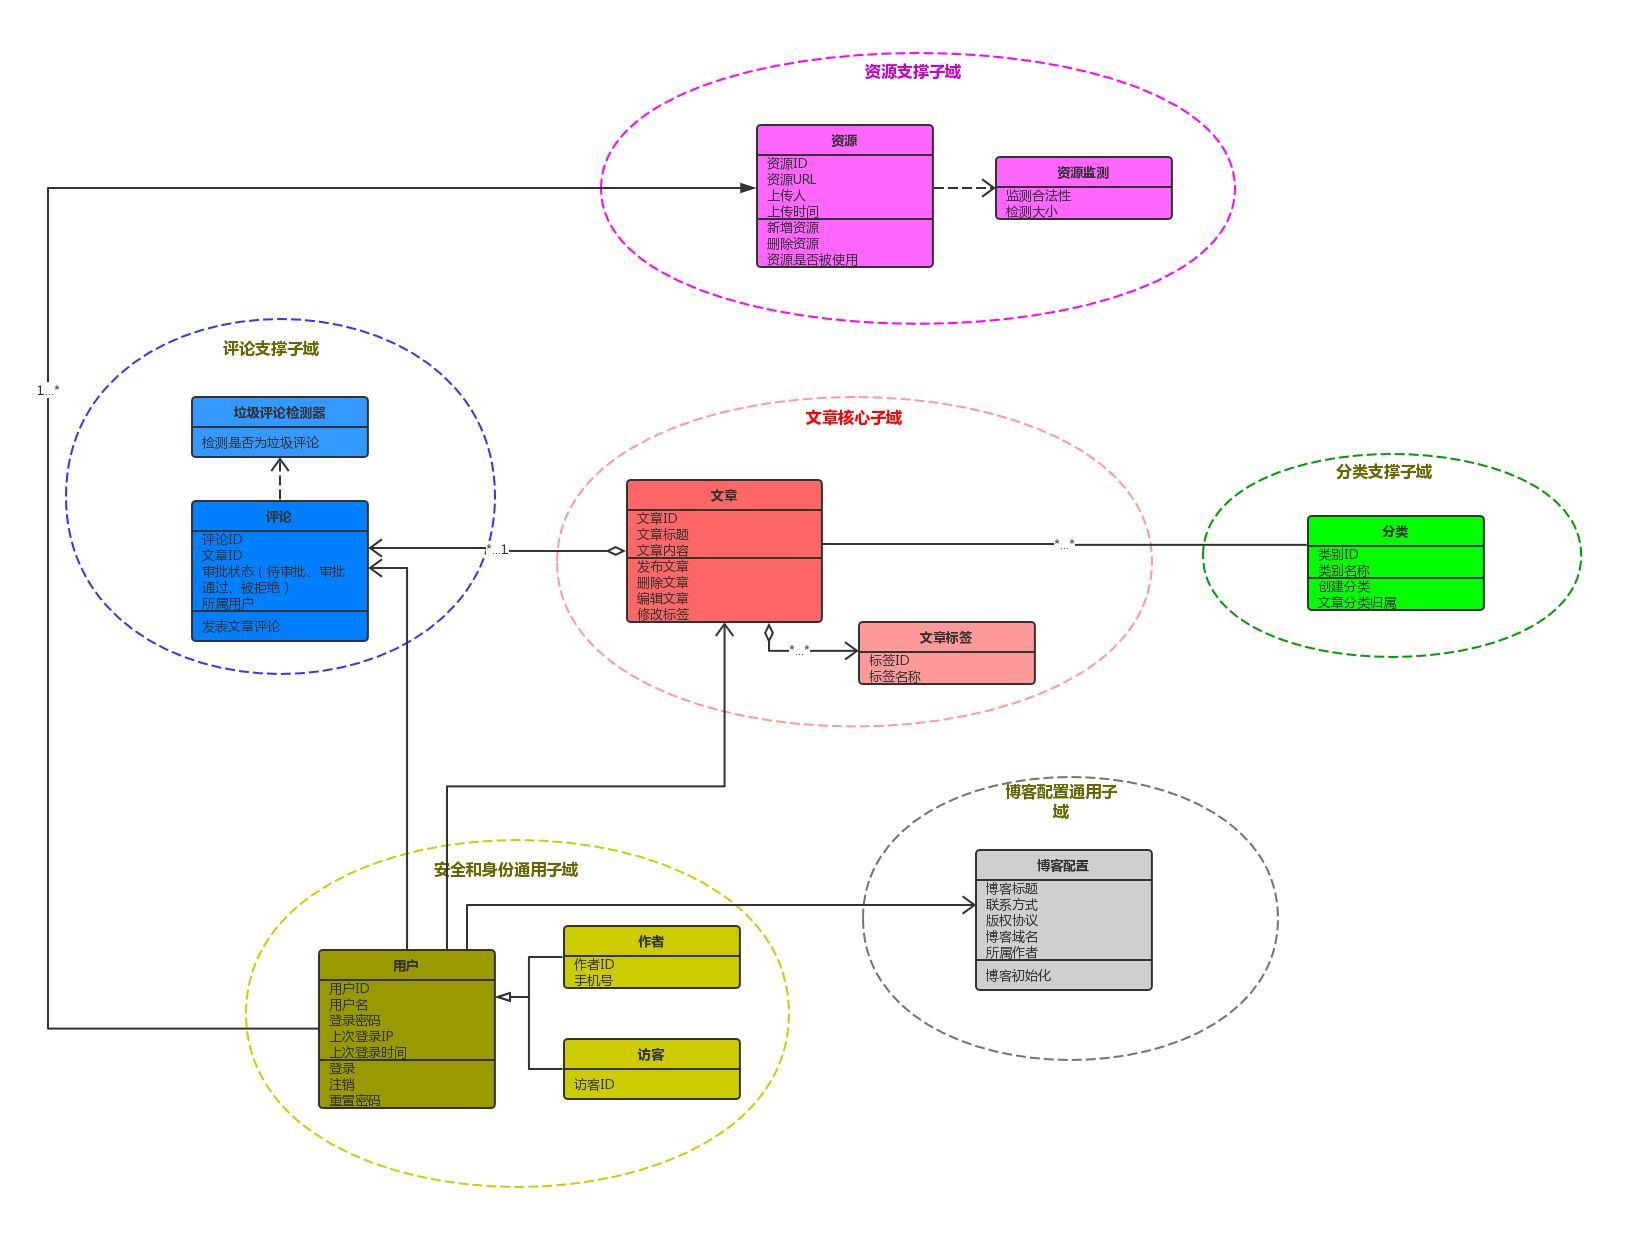 资源支撑子域
资源
资源ID
资源URL
上传人
上传时间
新增资源
删除资源
资源是否被使用
资源监测
监测合法性
检测大小
1...*
评论支撑子域
垃圾评论检测器
检测是否为垃圾评论
评论
评论ID
文章ID
审批状态（待审批、审批
通过、被拒绝）
所属用户
发表文章评论
*...1
文章核心子域
文章
文章ID
文章标题
文章内容
发布文章
删除文章
编辑文章
修改标签
*...*
文章标签
标签ID
标签名称
*...*
分类支撑子域
分类
类别ID
类别名称
创建分类
文章分类归属
博客配置通用子
域
博客配置
博客标题
联系方式
版权协议
博客域名
所属作者
博客初始化
安全和身份通用子域
用户
用户ID
用户名
登录密码
上次登录IP
上次登录时间
登录
注销
重置密码
作者
作者ID
手机号
访客
访客ID